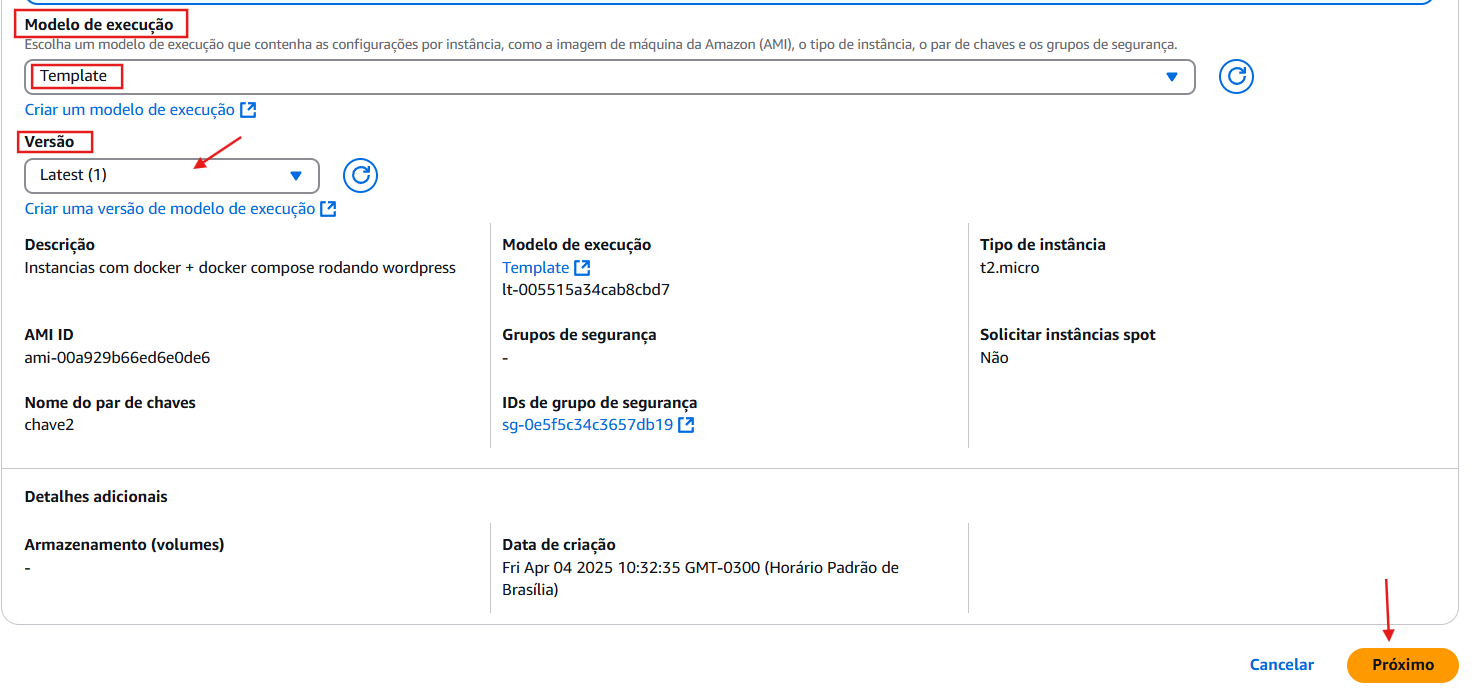 Modelo de execução
Escolha um modelo de execução que contenha as configurações por instância, como a imagem de máquina da Amazon (AMI), o tipo de instância, o par de chaves e os grupos de segurança.
Template
Criar um modelo de execução
Versão
Latest (1)
Criar uma versão de modelo de execução
Descrição
Instancias com docker + docker compose rodando wordpress
Modelo de execução
Template
lt-005515a34cab8cbd7
Tipo de instância
t2.micro
AMI ID
ami-00a929b66ed6e0de6
Grupos de segurança
-
Solicitar instâncias spot
Não
Nome do par de chaves
chave2
IDs de grupo de segurança
sg-0e5f5c34c3657db19
Detalhes adicionais
Armazenamento (volumes)
-
Data de criação
Fri Apr 04 2025 10:32:35 GMT-0300 (Horário Padrão de
Brasília)
Cancelar
Próximo